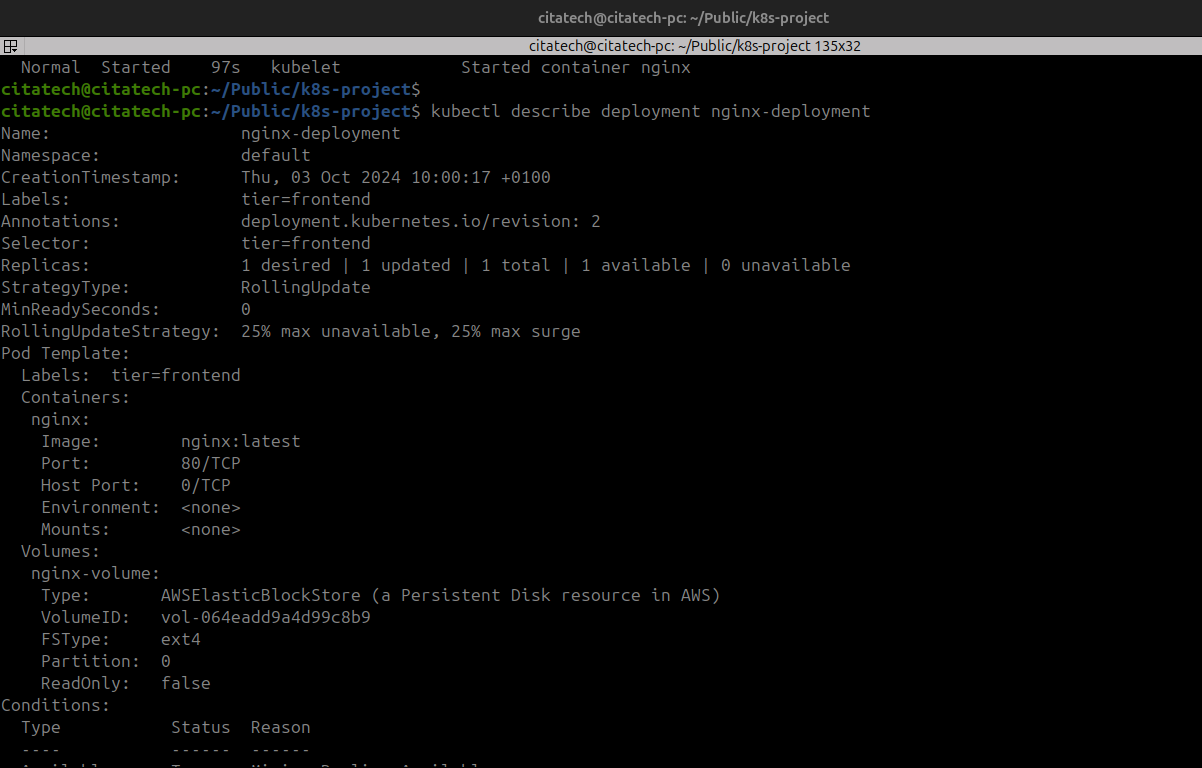 citatech@citatech-pc: ~/Public/k8s-project
citatech@citatech-pc: ~/Public/k8s-project 135x32
  Normal  Started    97s   kubelet            Started container nginx
citatech@citatech-pc:~/Public/k8s-project$
citatech@citatech-pc:~/Public/k8s-project$ kubectl describe deployment nginx-deployment
Name:                   nginx-deployment
Namespace:              default
CreationTimestamp:      Thu, 03 Oct 2024 10:00:17 +0100
Labels:                 tier=frontend
Annotations:            deployment.kubernetes.io/revision: 2
Selector:               tier=frontend
Replicas:               1 desired | 1 updated | 1 total | 1 available | 0 unavailable
StrategyType:           RollingUpdate
MinReadySeconds:        0
RollingUpdateStrategy:  25% max unavailable, 25% max surge
Pod Template:
  Labels:  tier=frontend
  Containers:
   nginx:
    Image:        nginx:latest
    Port:         80/TCP
    Host Port:    0/TCP
    Environment:  <none>
    Mounts:       <none>
  Volumes:
   nginx-volume:
    Type:       AWSElasticBlockStore (a Persistent Disk resource in AWS)
    VolumeID:   vol-064eadd9a4d99c8b9
    FSType:     ext4
    Partition:  0
    ReadOnly:   false
Conditions:
  Type           Status  Reason
  ----           ------  ------